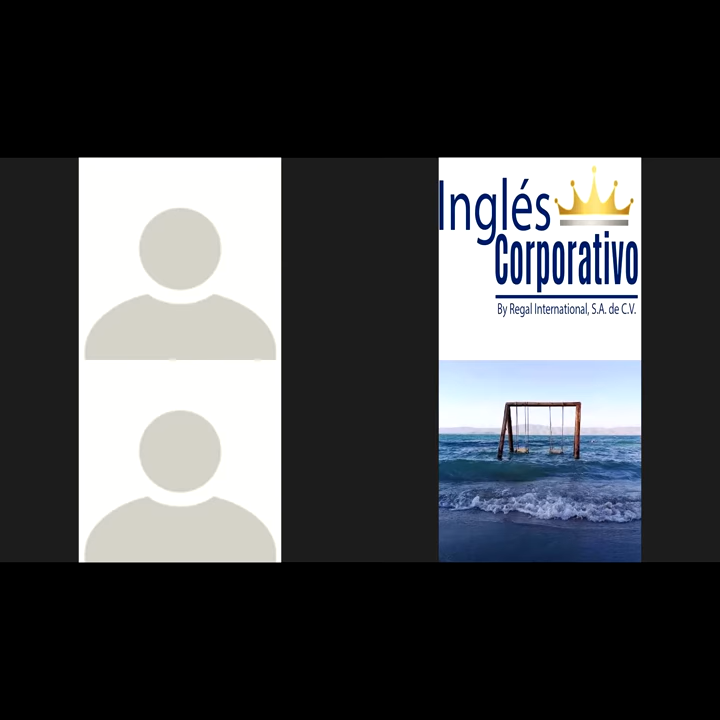 Inglés
Corporativo
By Regal International, S.A. de C.V.